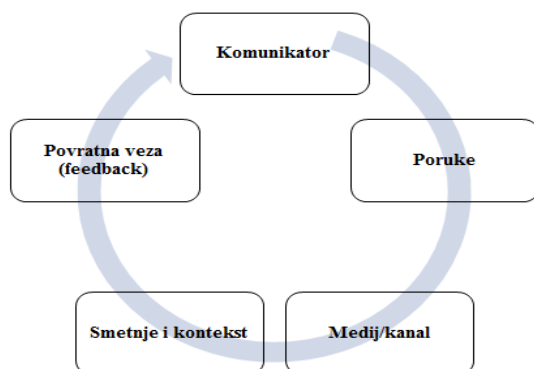 Komunikator
Poruke
Medij/kanal
Smetnje i kontekst
Povratna veza
(feedback)